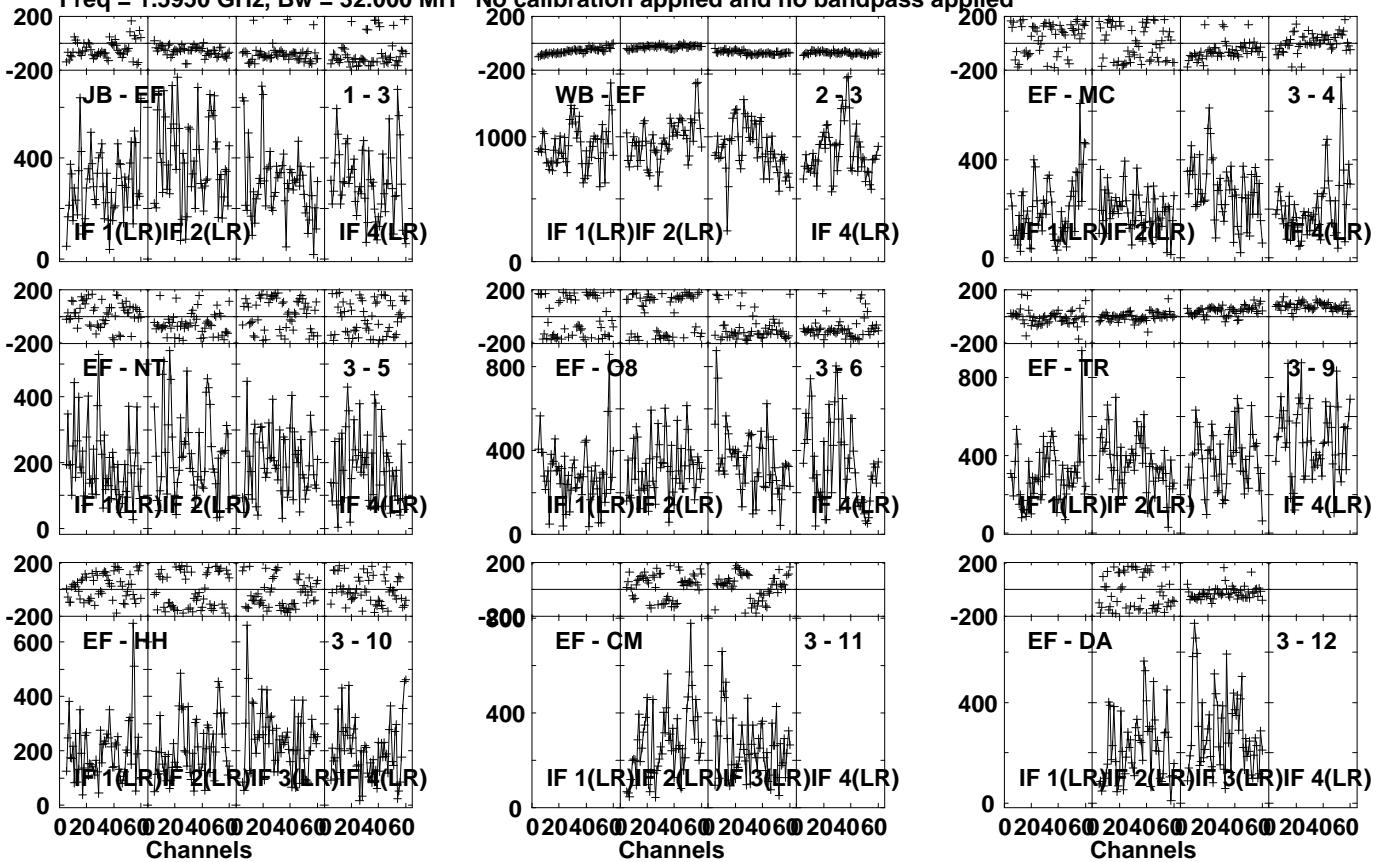 Freq = 1.5950 GHz, Bw = 32.000 MH No calibration applied and no bandpass applied
200
-200
JB - EF 1 - 3
400
IF 1(LR) IF 2(LR) IF 4(LR)
0
WB - EF 2 - 3
200
-200
1000
IF 1(LR) IF 2(LR) IF 4(LR)
0
EF - MC 3 - 4
200
-200
400
IF 1(LR) IF 2(LR) IF 4(LR)
0
200
-200
EF - NT 3 - 5
400
200
IF 1(LR) IF 2(LR) IF 4(LR)
0
200
-200
800
EF - O8 3 - 6
400
IF 1(LR) IF 2(LR) IF 4(LR)
0
200
-200
EF - TR 3 - 9
800
400
IF 1(LR) IF 2(LR) IF 4(LR)
0
200
-200
600
EF - HH 3 - 10
400
200
IF 1(LR) IF 2(LR) IF 3(LR) IF 4(LR)
0
0 20 40 60 0 20 40 60 0 20 40 60 0 20 40 60
Channels
200
-200
800
EF - CM 3 - 11
400
IF 1(LR) IF 2(LR) IF 3(LR) IF 4(LR)
0
0 20 40 60 0 20 40 60 0 20 40 60 0 20 40 60
Channels
200
-200
EF - DA 3 - 12
400
IF 1(LR) IF 2(LR) IF 3(LR) IF 4(LR)
0
0 20 40 60 0 20 40 60 0 20 40 60 0 20 40 60
Channels